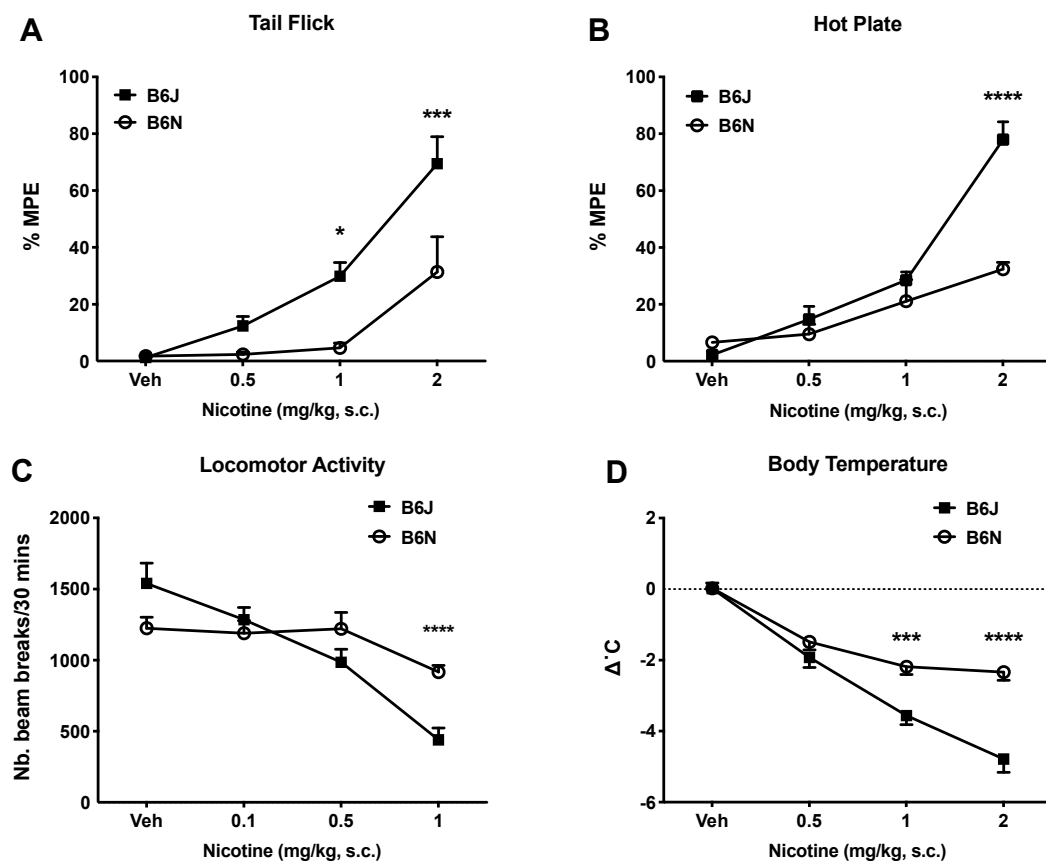 A
Tail Flick
100
80
60
40
20
0
% MPE
B6J
B6N
*
***
Veh
0.5
1
2
Nicotine (mg/kg, s.c.)
B
Hot Plate
100
80
60
40
20
0
% MPE
B6J
B6N
****
Veh
0.5
1
2
Nicotine (mg/kg, s.c.)
C
Locomotor Activity
2000
1500
1000
500
0
Nb. beam breaks/30 mins
B6J
B6N
****
Veh
0.1
0.5
1
Nicotine (mg/kg, s.c.)
D
Body Temperature
2
0
-2
-4
-6
Δ˙C
B6J
B6N
***
****
Veh
0.5
1
2
Nicotine (mg/kg, s.c.)